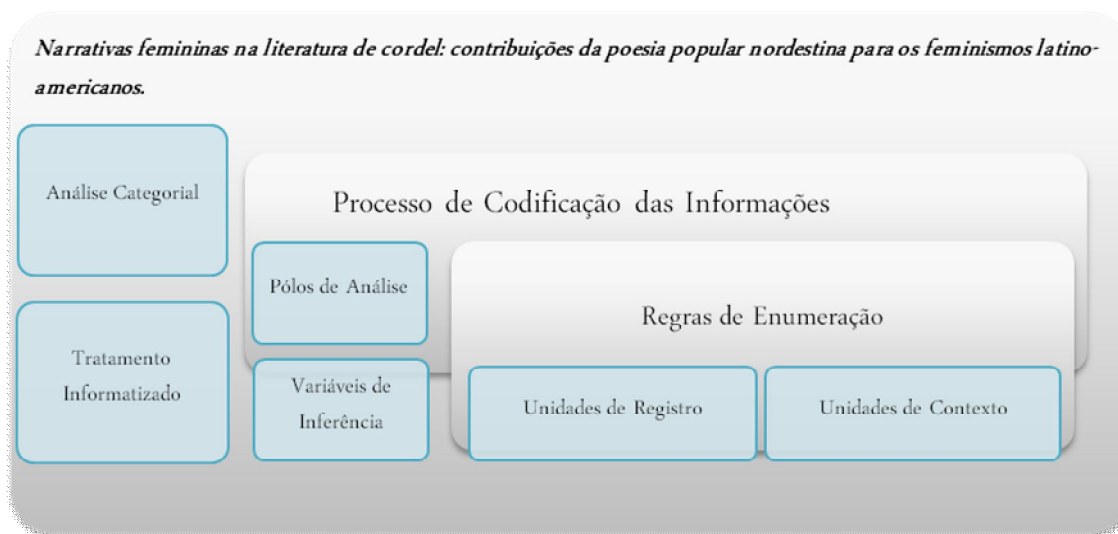 Narrativas femininas na literatura de cordel: contribuições da poesia popular nordestina para os feminismos latino-
americanos.
Análise Categorial
Processo de Codificação das Informações
Pólos de Análise
Regras de Enumeração
Tratamento
Informatizado
Variáveis de
Inferência
Unidades de Registro
Unidades de Contexto